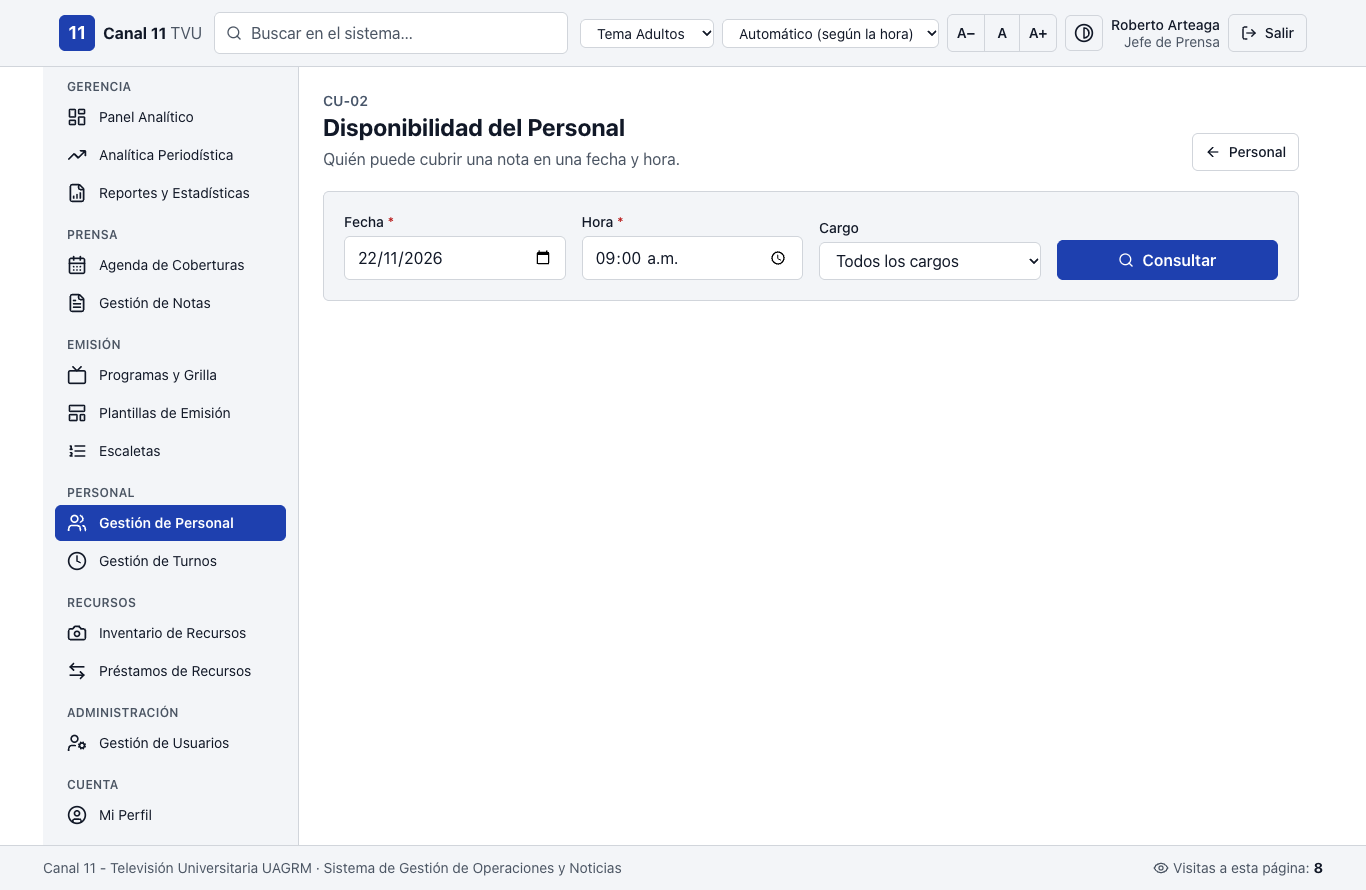 11 Canal 11 TVU Buscar en el sistema... Tema Adultos Automático (según la hora) A− A A+ Roberto Arteaga Salir
Jefe de Prensa
GERENCIA
Panel Analítico
Analítica Periodística
Reportes y Estadísticas
PRENSA
Agenda de Coberturas
Gestión de Notas
EMISIÓN
Programas y Grilla
Plantillas de Emisión
Escaletas
PERSONAL
Gestión de Personal
Gestión de Turnos
RECURSOS
Inventario de Recursos
Préstamos de Recursos
ADMINISTRACIÓN
Gestión de Usuarios
CUENTA
Mi Perfil
CU-02
Disponibilidad del Personal
Quién puede cubrir una nota en una fecha y hora.
Personal
Fecha * Hora * Cargo
22/11/2026 09:00 a.m. Todos los cargos Consultar
Canal 11 - Televisión Universitaria UAGRM · Sistema de Gestión de Operaciones y Noticias Visitas a esta página: 8